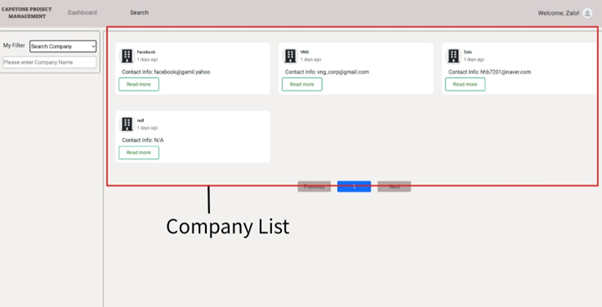 CAPSTONE PROJECT
MANAGEMENT
Dashboard
Search
Welcome, Zalo!
My Filter
Search Company
Please enter Company Name
Facebook
1 days ago
Contact Info: facebook@gamil.yahoo
Read more
VNG
1 days ago
Contact Info: vng_corp@gmail.com
Read more
Zalo
1 days ago
Contact Info: hhb7201@naver.com
Read more
null
1 days ago
Contact Info: N/A
Read more
Previous
1
Next
Company List